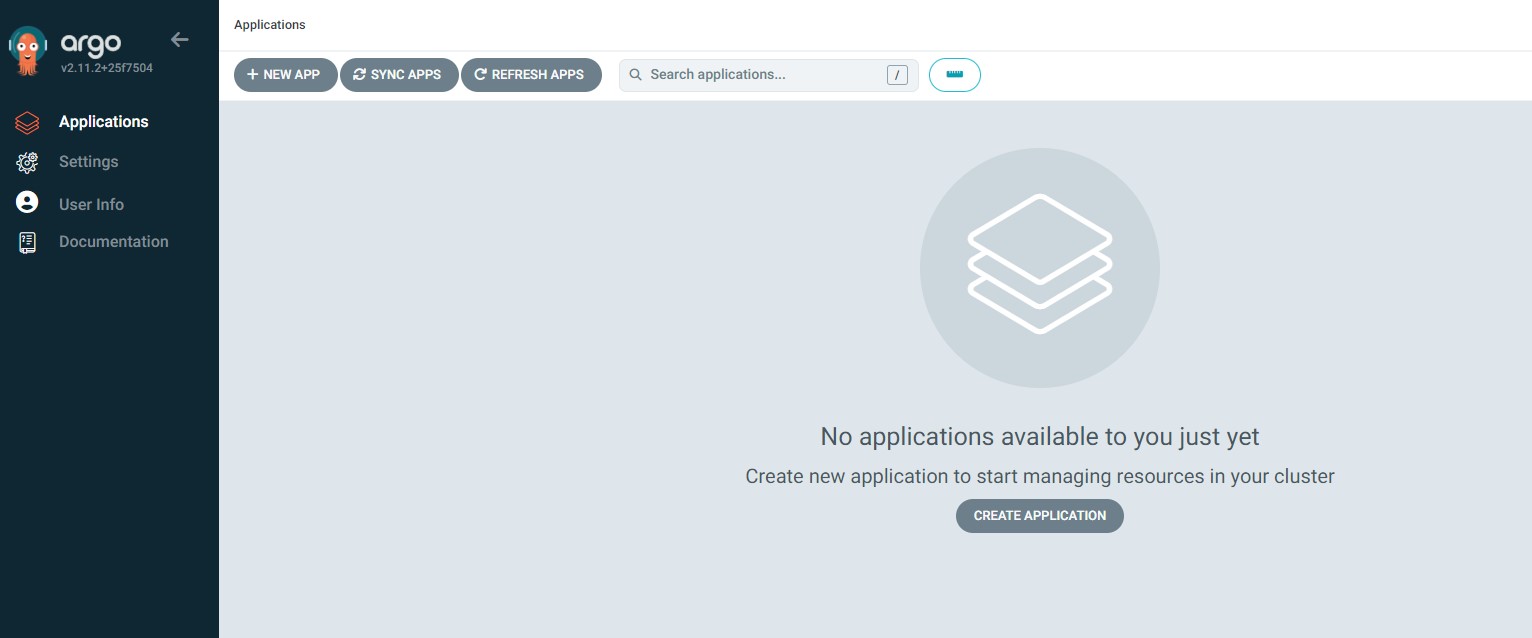 argo
v2.11.2+25f7504
Applications
Settings
User Info
Documentation
Applications
+ NEW APP SYNC APPS REFRESH APPS Search applications... /
No applications available to you just yet
Create new application to start managing resources in your cluster
CREATE APPLICATION